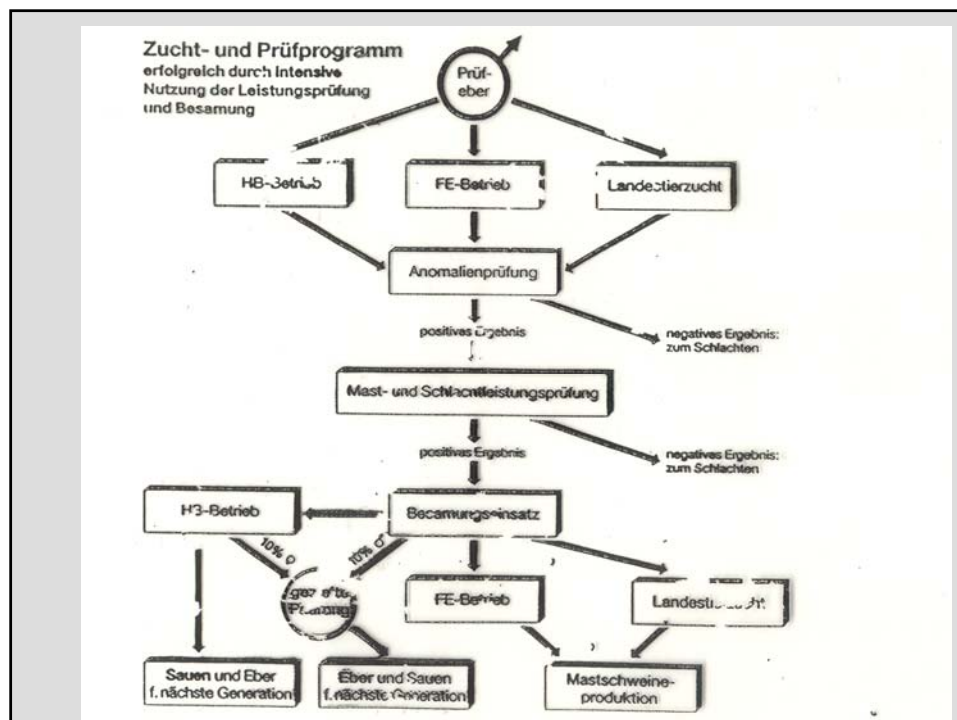 Zucht- und Prüfprogramm
erfolgreich durch intensive
Nutzung der Leistungsprüfung
und Besamung
Prüf-
eber
HB-Betrieb
FE-Betrieb
Landestierzucht
Anomalienprüfung
positives Ergebnis
negatives Ergebnis:
zum Schlachten
Mast- und Schlachtleistungsprüfung
positives Ergebnis
negatives Ergebnis:
zum Schlachten
HB-Betrieb
Besamungseinsatz
10% ♀
10% ♂
Paarung
FE-Betrieb
Landestierzucht
Sauen und Eber
f. nächste Generation
Eber und Sauen
f. nächste Generation
Mastschweine-
produktion